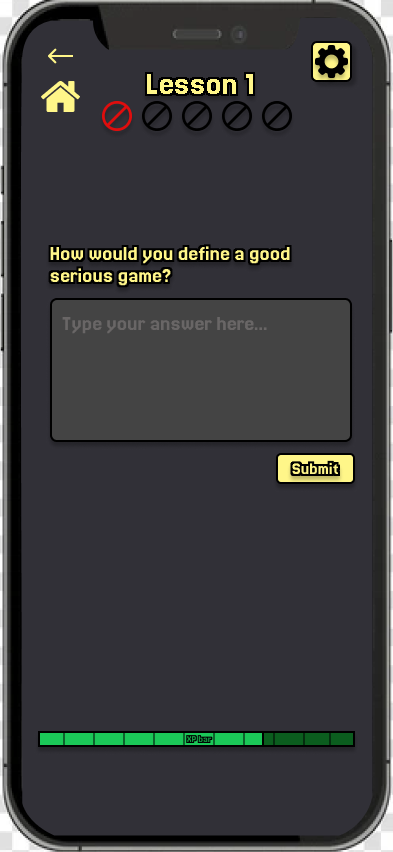 Lesson 1
How would you define a good
serious game?
Type your answer here...
Submit
XP bar